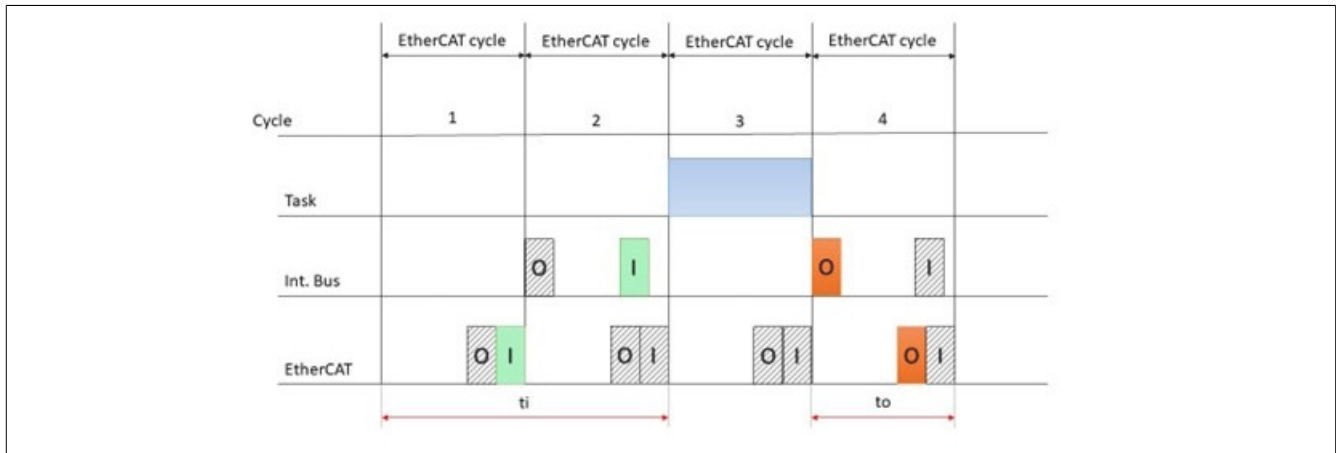 EtherCAT cycle EtherCAT cycle EtherCAT cycle EtherCAT cycle
Cycle 1 2 3 4
Task
Int. Bus O I O I
EtherCAT O I O I O I O I
ti to